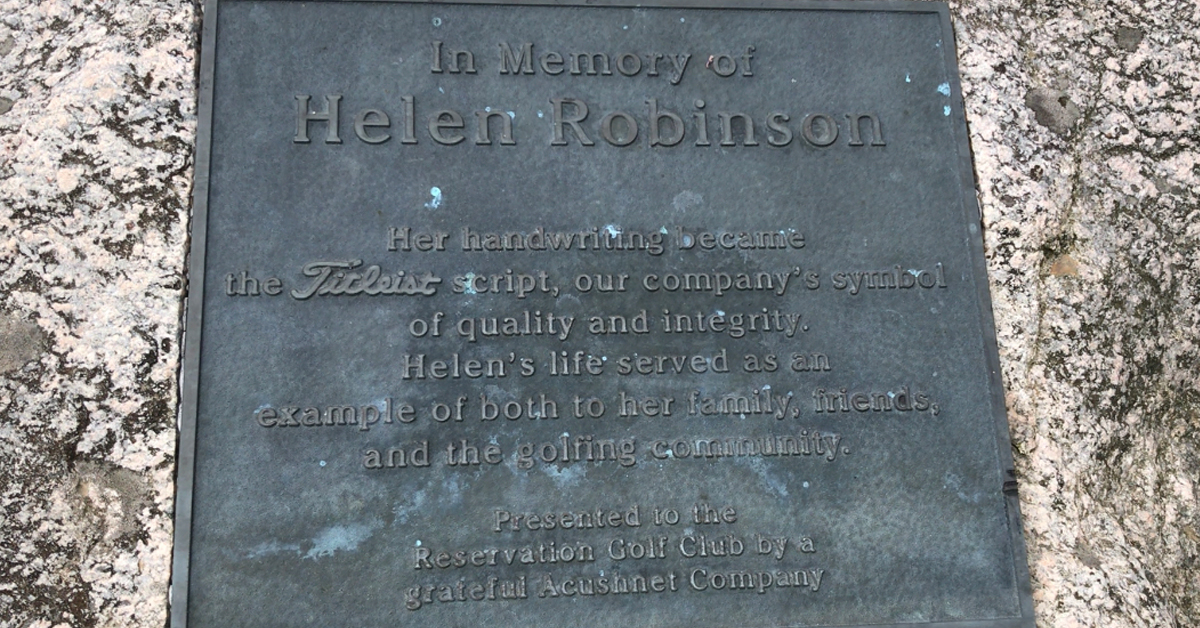 In Memory of
Helen Robinson
Her handwriting became
the Titleist script, our company's symbol
of quality and integrity.
Helen's life served as an
example of both to her family, friends,
and the golfing community.
Presented to the
Reservation Golf Club by a
grateful Acushnet Company